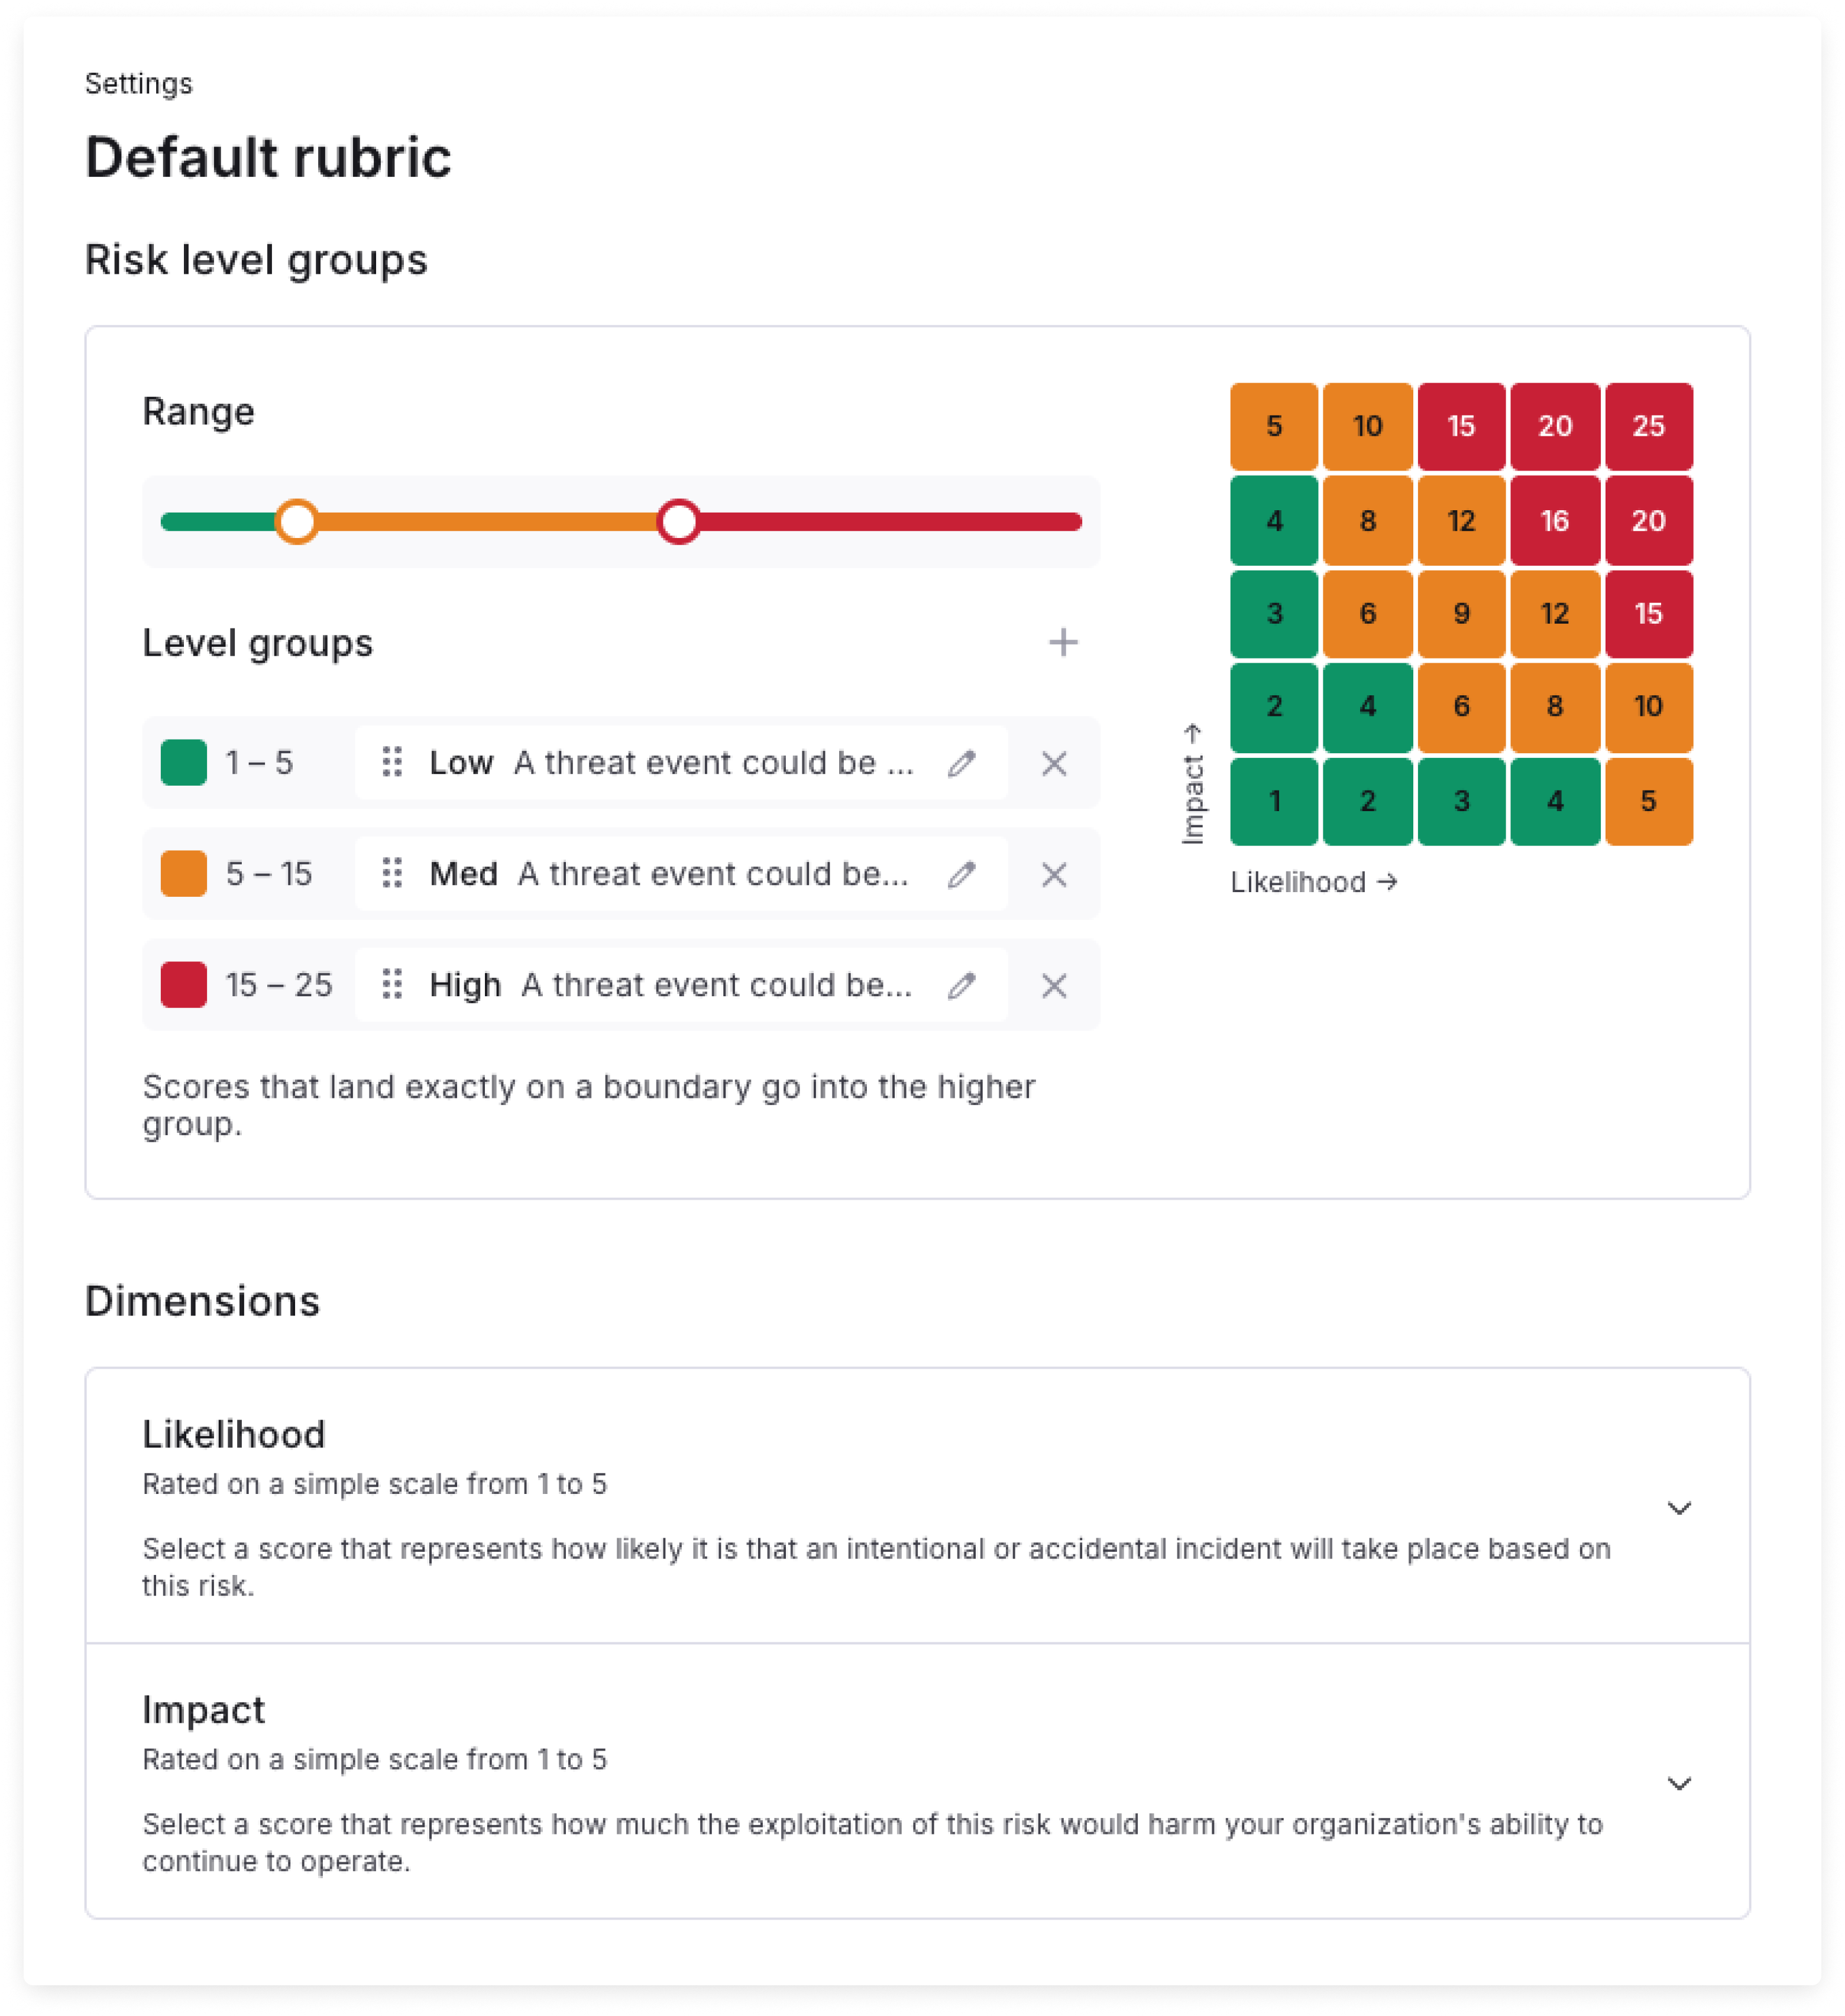 Settings
Default rubric
Risk level groups
Range
Level groups
1 – 5 Low A threat event could be ...
5 – 15 Med A threat event could be...
15 – 25 High A threat event could be...
Scores that land exactly on a boundary go into the higher
group.
5 10 15 20 25
4 8 12 16 20
3 6 9 12 15
2 4 6 8 10
1 2 3 4 5
Impact →
Likelihood →
Dimensions
Likelihood
Rated on a simple scale from 1 to 5
Select a score that represents how likely it is that an intentional or accidental incident will take place based on
this risk.
Impact
Rated on a simple scale from 1 to 5
Select a score that represents how much the exploitation of this risk would harm your organization's ability to
continue to operate.